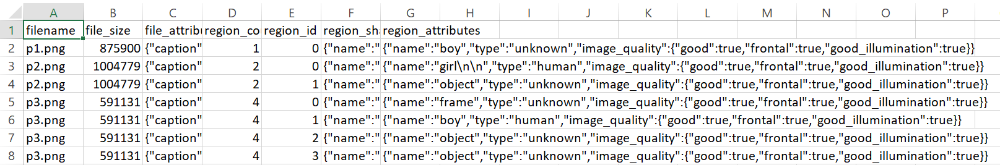 A B C D E F G H I J K L M N O P
1 filename file_size file_attribu region_co region_id region_sha region_attributes
2 p1.png 875900 {"caption" 1 0 {"name":" {"name":"boy","type":"unknown","image_quality":{"good":true,"frontal":true,"good_illumination":true}}
3 p2.png 1004779 {"caption" 2 0 {"name":" {"name":"girl\n\n","type":"human","image_quality":{"good":true,"frontal":true,"good_illumination":true}}
4 p2.png 1004779 {"caption" 2 1 {"name":" {"name":"object","type":"unknown","image_quality":{"good":true,"frontal":true,"good_illumination":true}}
5 p3.png 591131 {"caption" 4 0 {"name":" {"name":"frame","type":"unknown","image_quality":{"good":true,"frontal":true,"good_illumination":true}}
6 p3.png 591131 {"caption" 4 1 {"name":" {"name":"boy","type":"human","image_quality":{"good":true,"frontal":true,"good_illumination":true}}
7 p3.png 591131 {"caption" 4 2 {"name":" {"name":"object","type":"unknown","image_quality":{"good":true,"frontal":true,"good_illumination":true}}
8 p3.png 591131 {"caption" 4 3 {"name":" {"name":"object","type":"unknown","image_quality":{"good":true,"frontal":true,"good_illumination":true}}